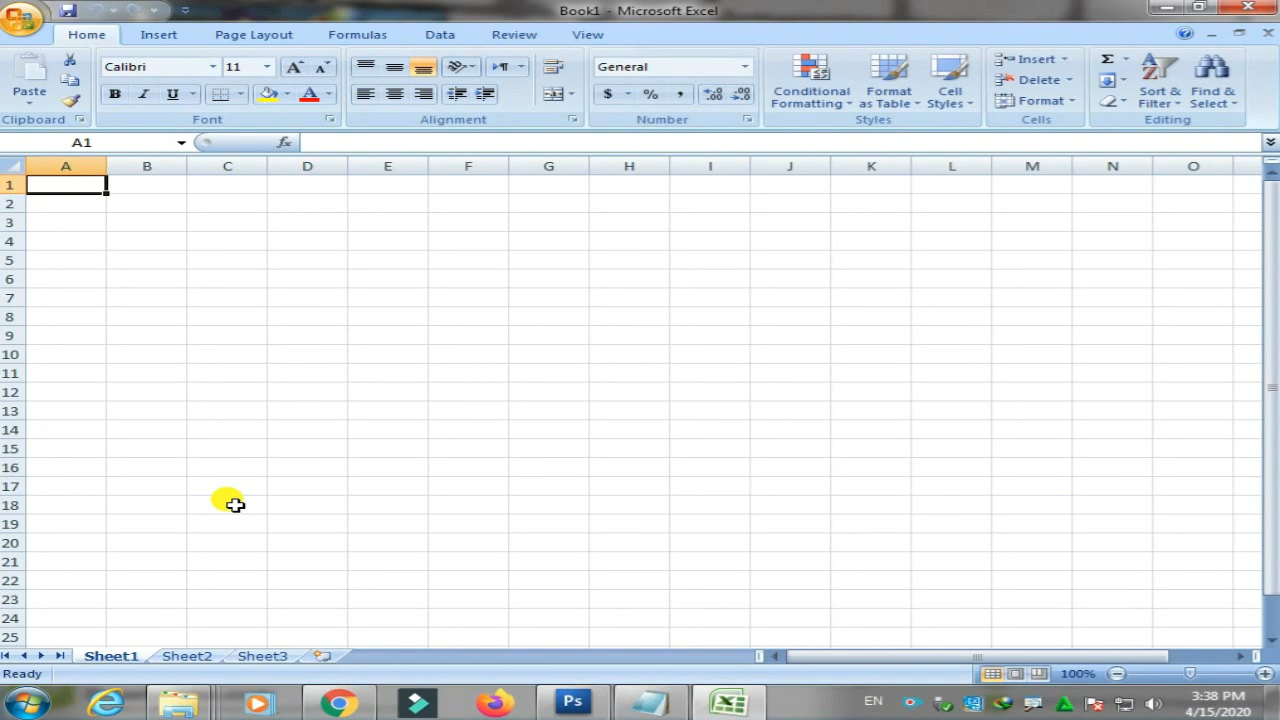 Book1 - Microsoft Excel
Home Insert Page Layout Formulas Data Review View
Calibri 11 General
Paste
B I U
$ % ,
Conditional Formatting
Format as Table
Cell Styles
Insert
Delete
Format
Σ
Sort & Filter
Find & Select
Clipboard Font Alignment Number Styles Cells Editing
A1 fx
A B C D E F G H I J K L M N O
1
2
3
4
5
6
7
8
9
10
11
12
13
14
15
16
17
18
19
20
21
22
23
24
25
Sheet1 Sheet2 Sheet3
Ready 100%
Ps EN 3:38 PM
4/15/2020